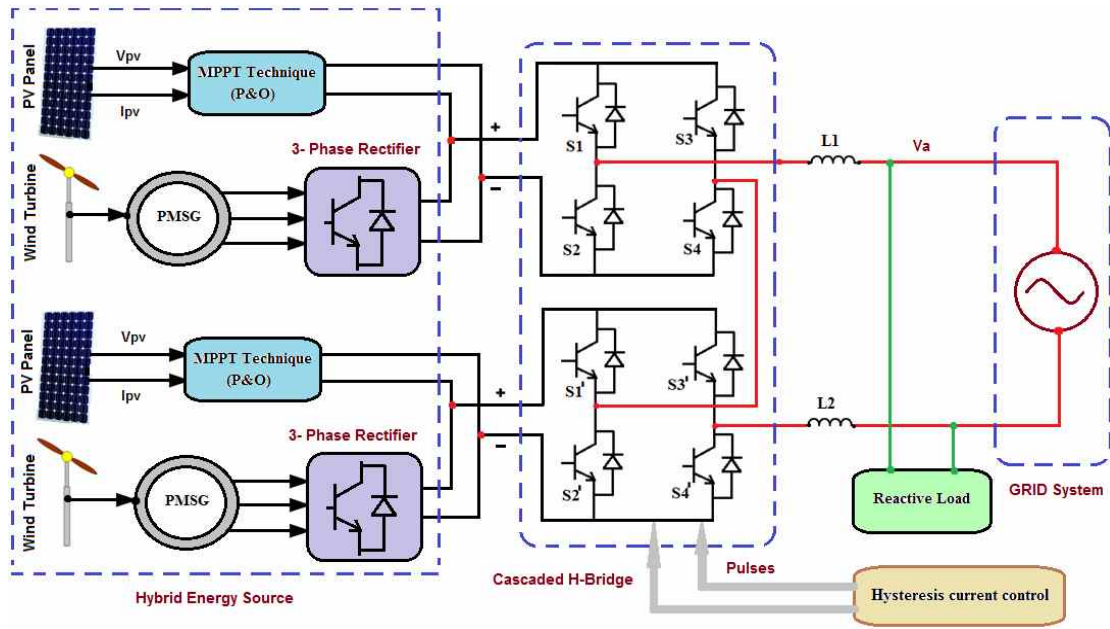 PV Panel
Vpv
Ipv
MPPT Technique
(P&O)
Wind Turbine
PMSG
3- Phase Rectifier
+
−
S1
S3
S2
S4
L1
Va
PV Panel
Vpv
Ipv
MPPT Technique
(P&O)
Wind Turbine
PMSG
3- Phase Rectifier
+
−
S1'
S3'
S2'
S4'
L2
Reactive Load
GRID System
Hybrid Energy Source
Cascaded H-Bridge
Pulses
Hysteresis current control